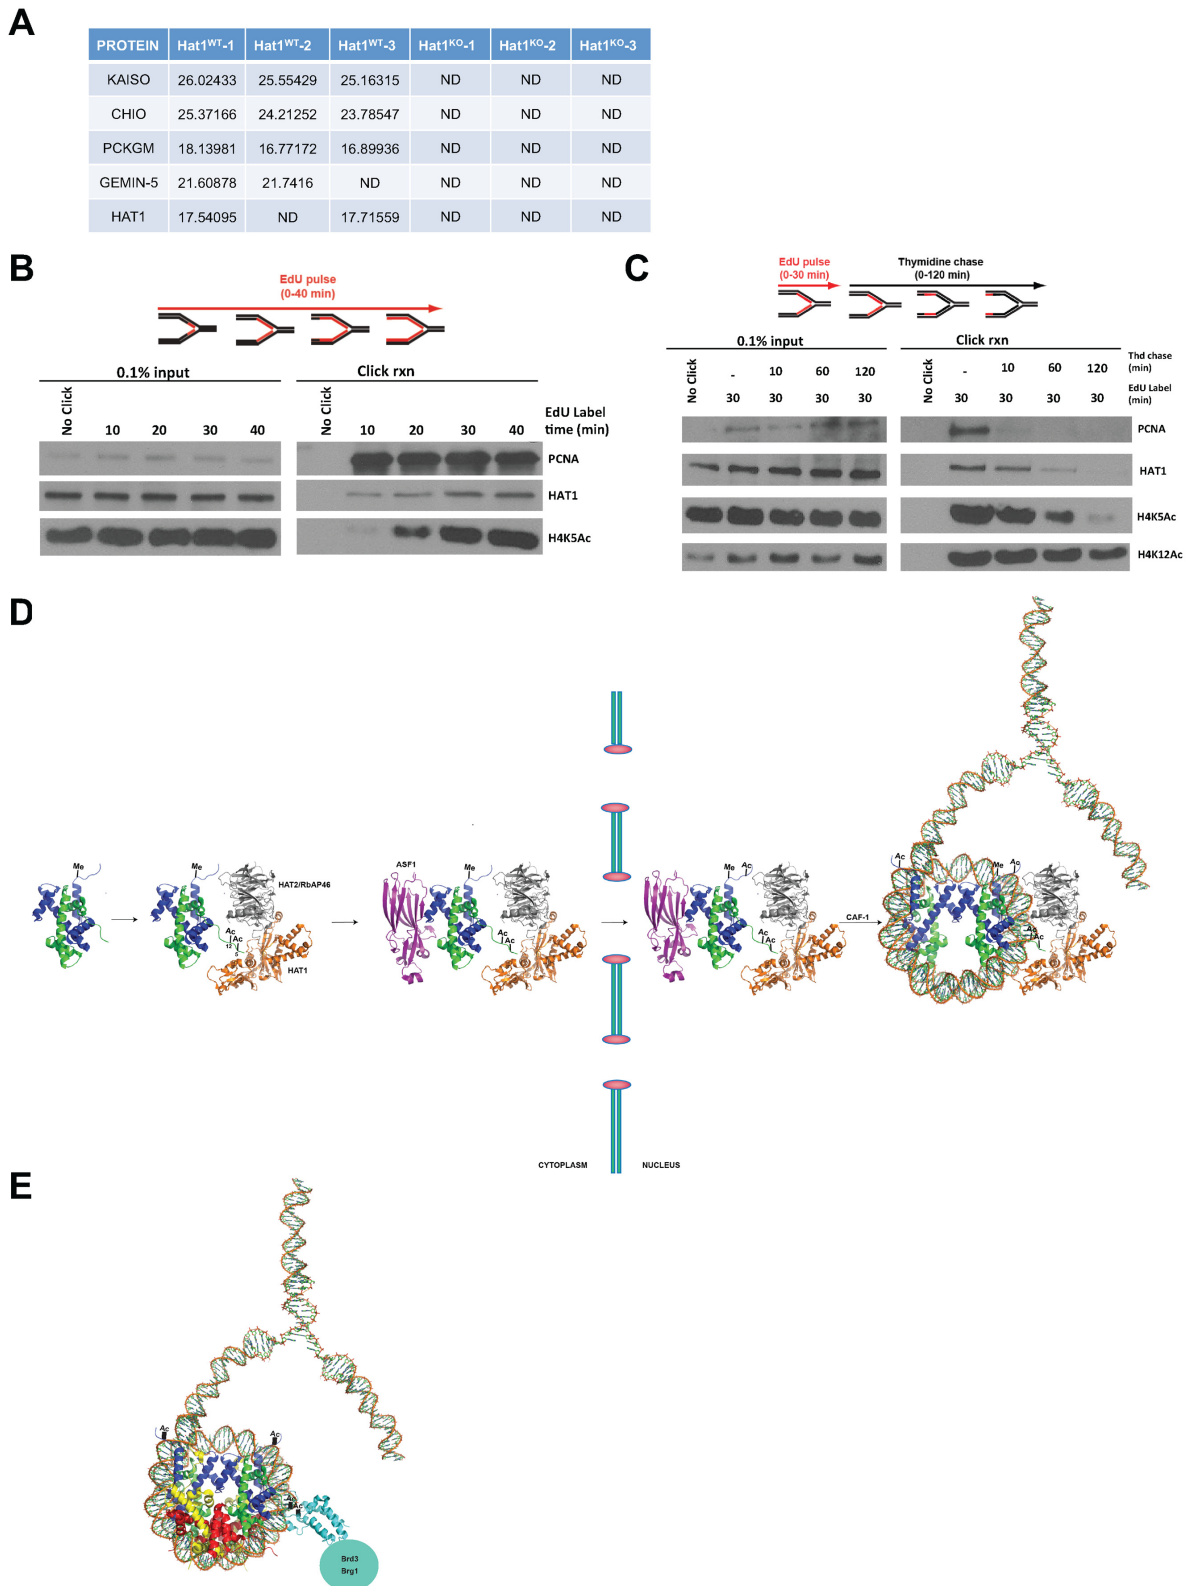 A
PROTEIN Hat1WT-1 Hat1WT-2 Hat1WT-3 Hat1KO-1 Hat1KO-2 Hat1KO-3
KAISO 26.02433 25.55429 25.16315 ND ND ND
CHIO 25.37166 24.21252 23.78547 ND ND ND
PCKGM 18.13981 16.77172 16.89936 ND ND ND
GEMIN-5 21.60878 21.7416 ND ND ND ND
HAT1 17.54095 ND 17.71559 ND ND ND
B
EdU pulse
(0-40 min)
0.1% input
Click rxn
No Click 10 20 30 40
No Click 10 20 30 40
EdU Label
time (min)
PCNA
HAT1
H4K5Ac
C
EdU pulse
(0-30 min)
Thymidine chase
(0-120 min)
0.1% input
Click rxn
No Click - 10 60 120
No Click - 10 60 120
Thd chase
(min)
30 30 30 30
30 30 30 30
EdU Label
(min)
PCNA
HAT1
H4K5Ac
H4K12Ac
D
Me
Me
HAT2/RbAP46
Ac
Ac
12
5
HAT1
ASF1
Me
Ac
Ac
Me Ac
Ac
Ac
CAF-1
Ac
Me Ac
Ac
Ac
CYTOPLASM
NUCLEUS
E
Ac
Ac
Ac
Ac
Brd3
Brg1